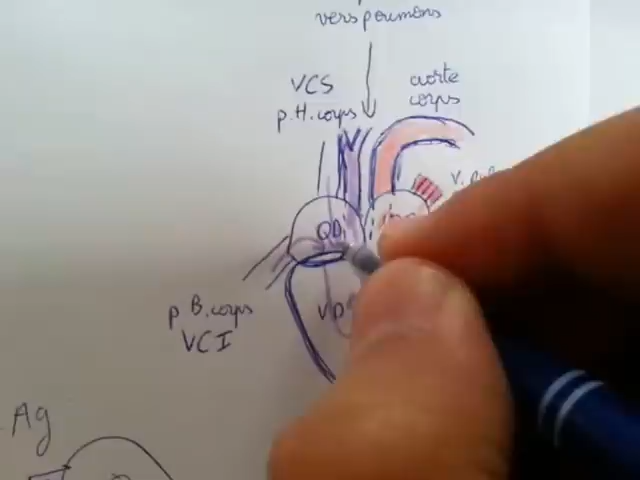 vers poumons
VCS
p.H.corps
aorte
corps
V.
OD
VD
p B.corps
VCI
Ag